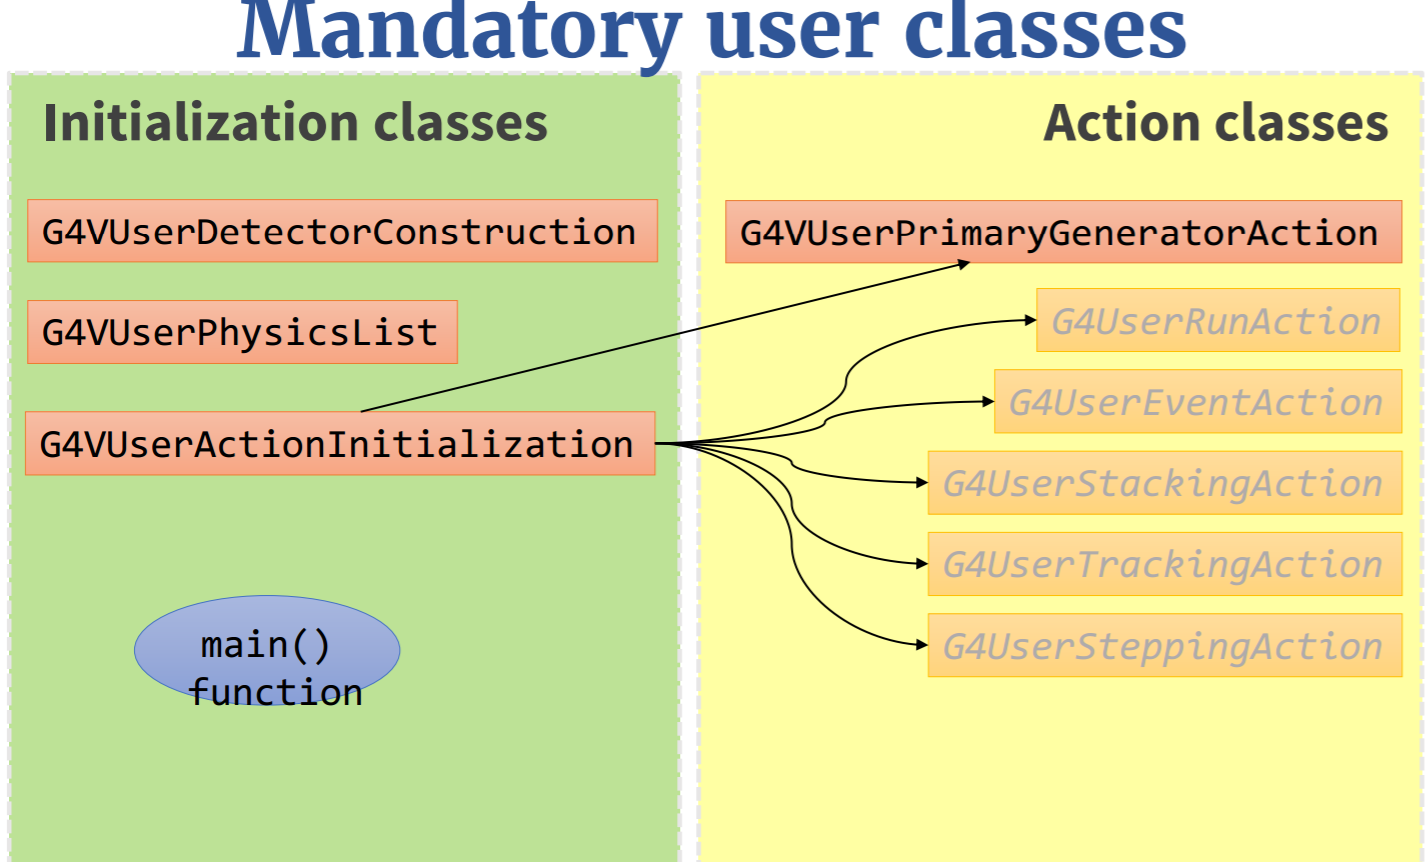 Mandatory user classes
Initialization classes
G4VUserDetectorConstruction
G4VUserPhysicsList
G4VUserActionInitialization
main()
function
Action classes
G4VUserPrimaryGeneratorAction
G4UserRunAction
G4UserEventAction
G4UserStackingAction
G4UserTrackingAction
G4UserSteppingAction